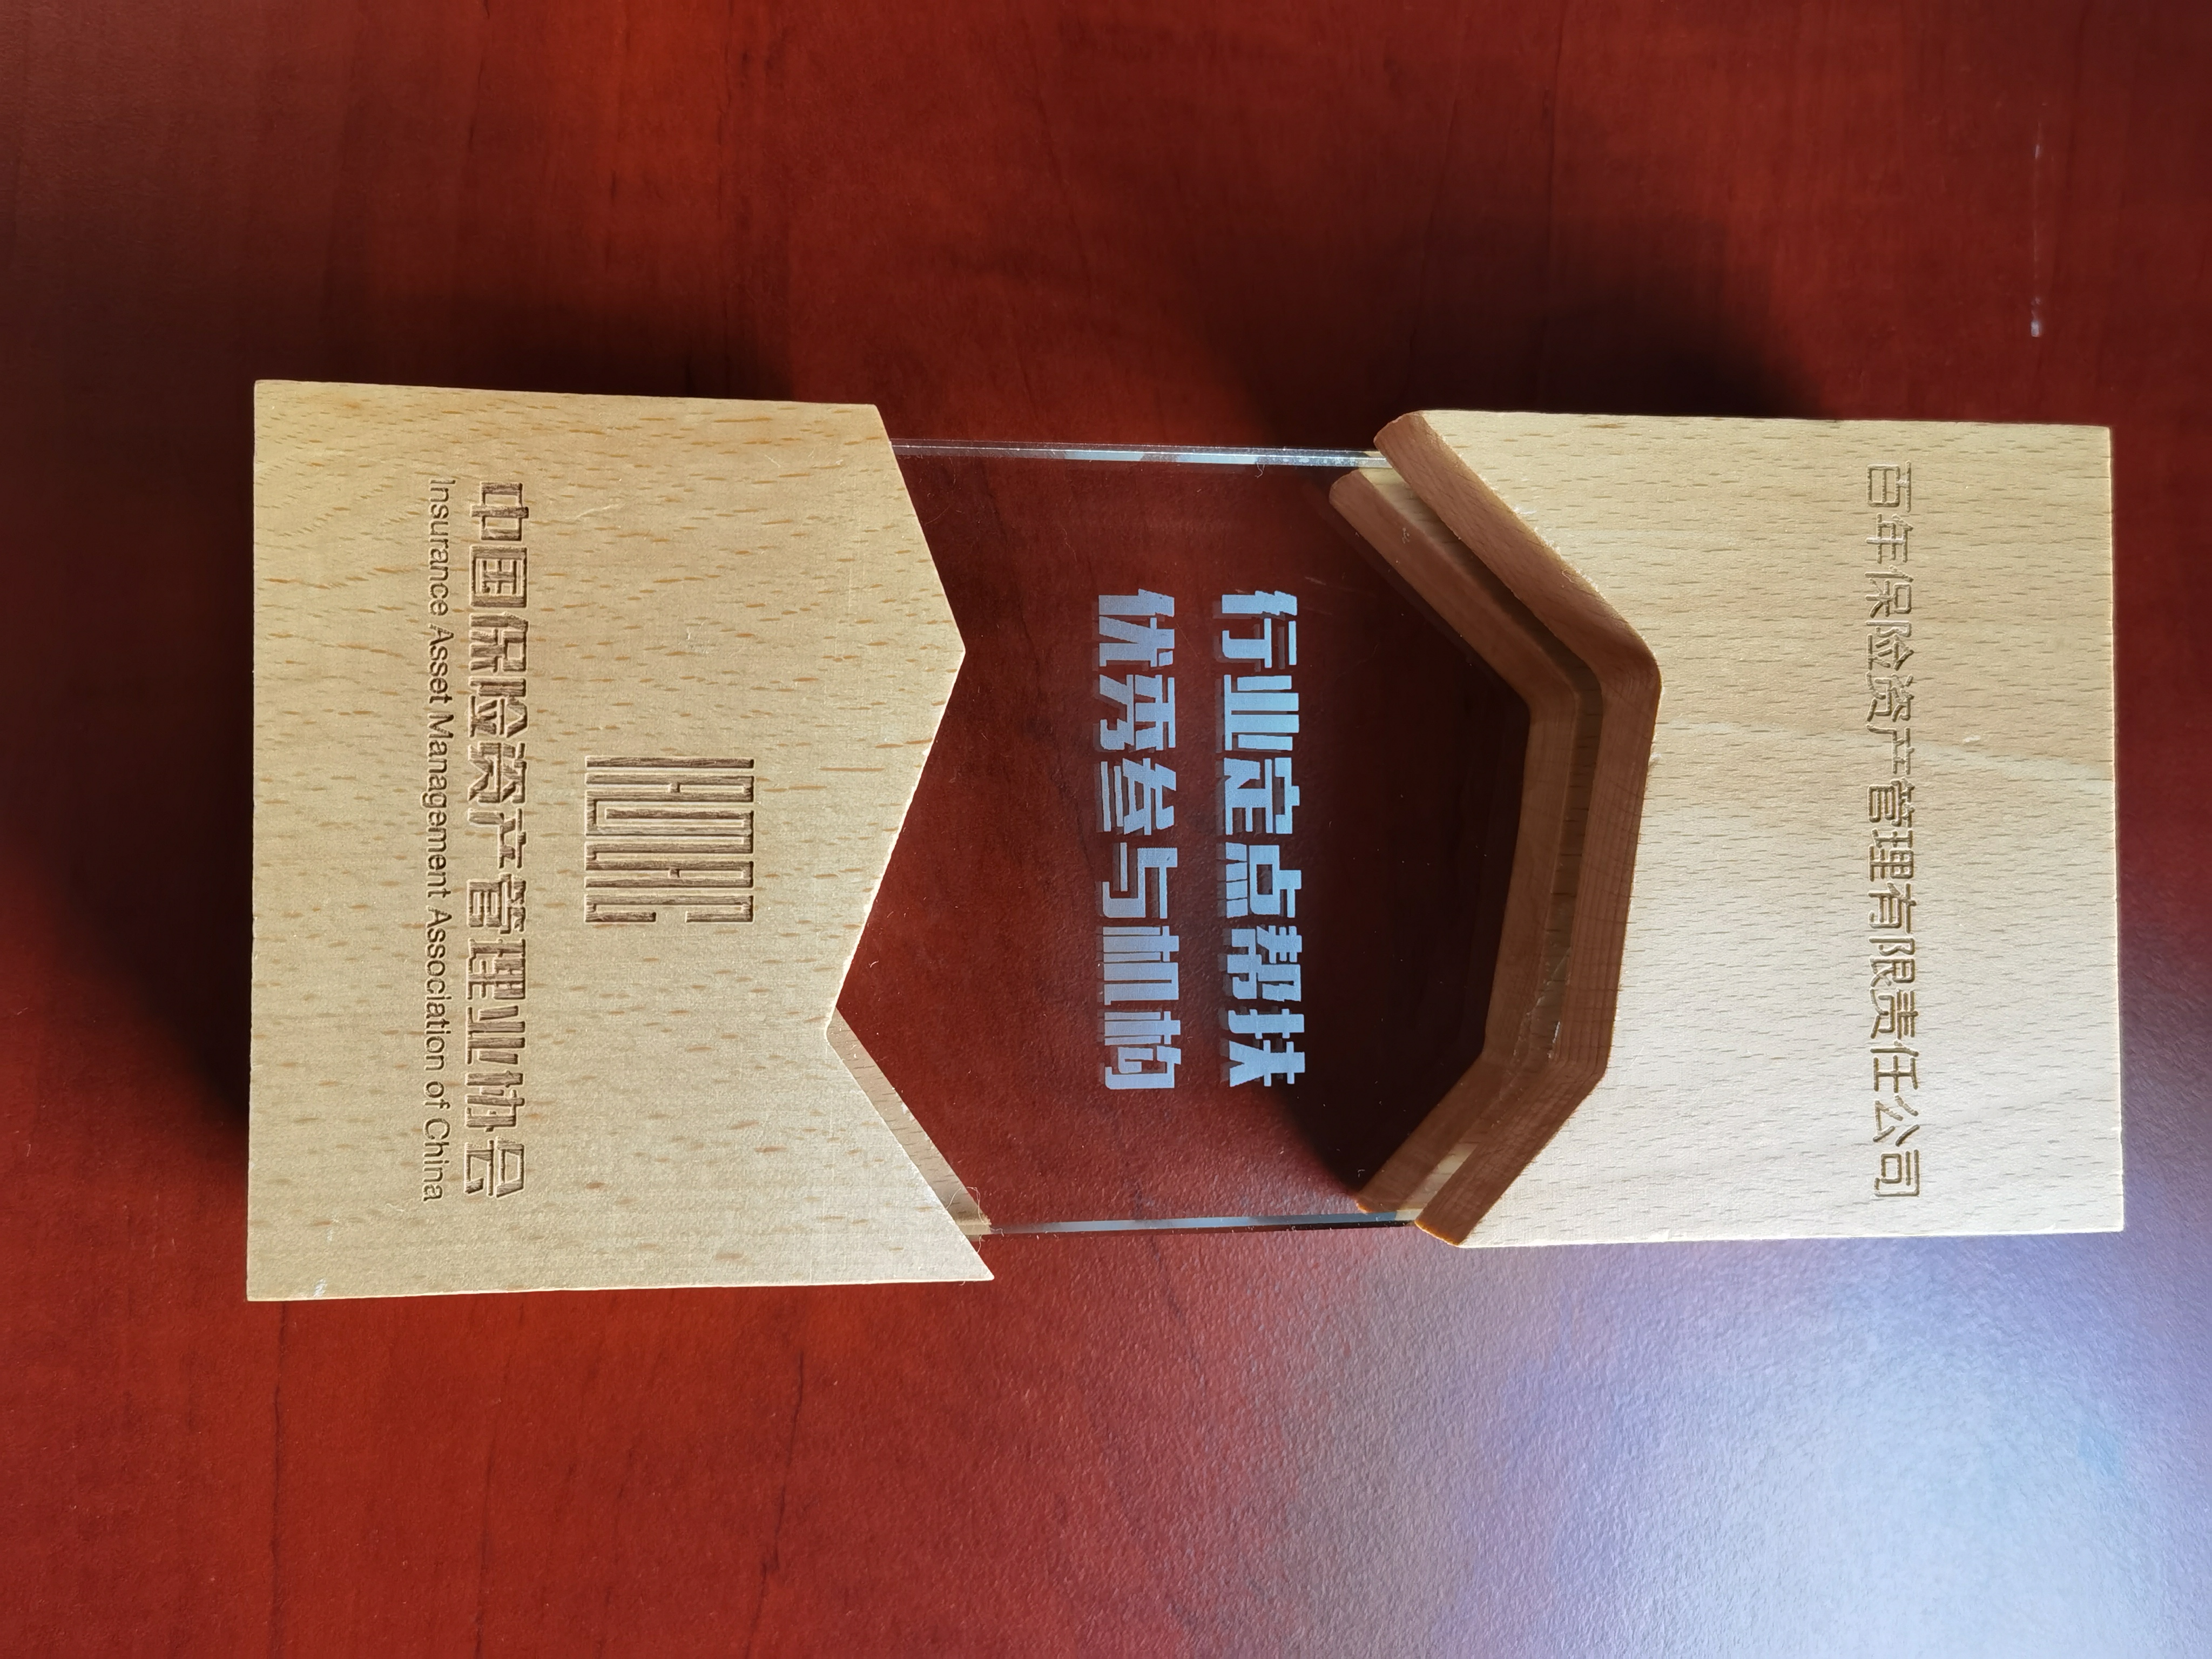 百年保险资产管理有限责任公司
行业定点帮扶
优秀参与机构
中国保险资产管理业协会
Insurance Asset Management Association of China